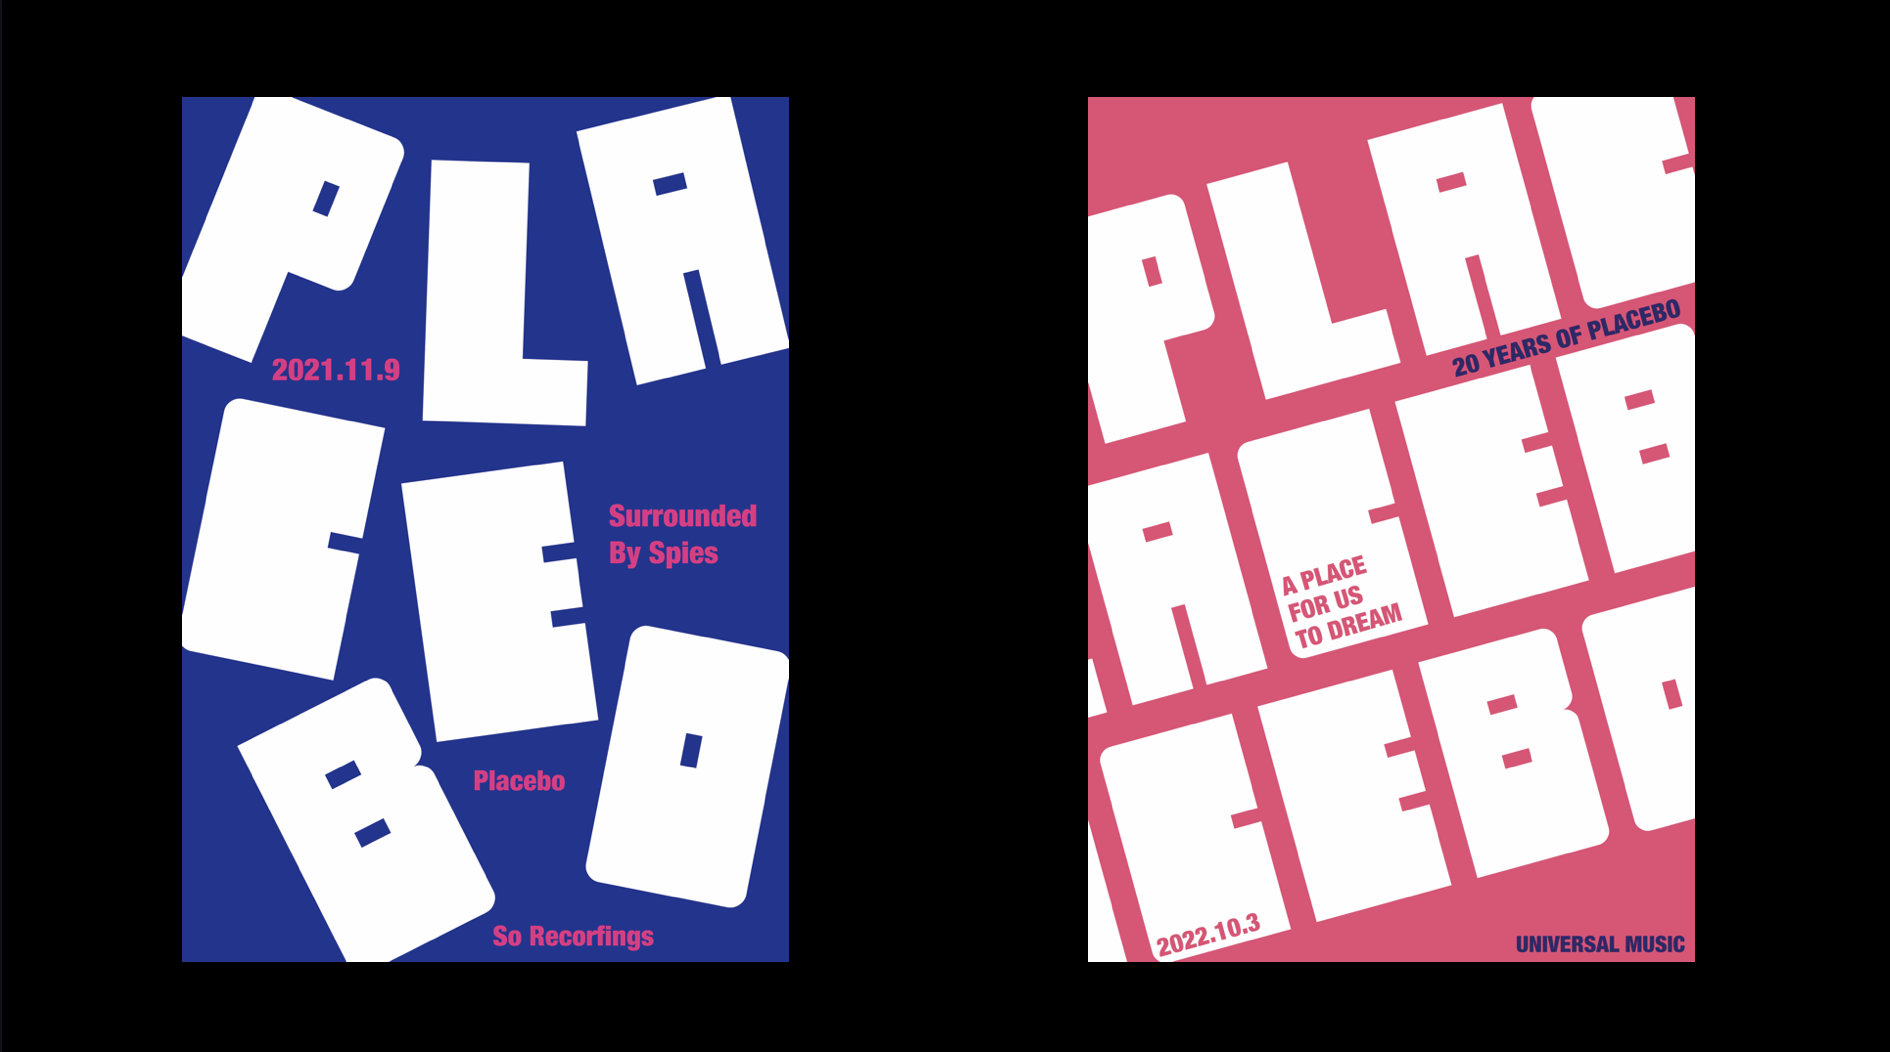 PLA
2021.11.9
CE
Surrounded
By Spies
BO
Placebo
So Recorfings
PLAC
20 YEARS OF PLACEBO
ACEB
A PLACE
FOR US
TO DREAM
CEBO
2022.10.3
UNIVERSAL MUSIC